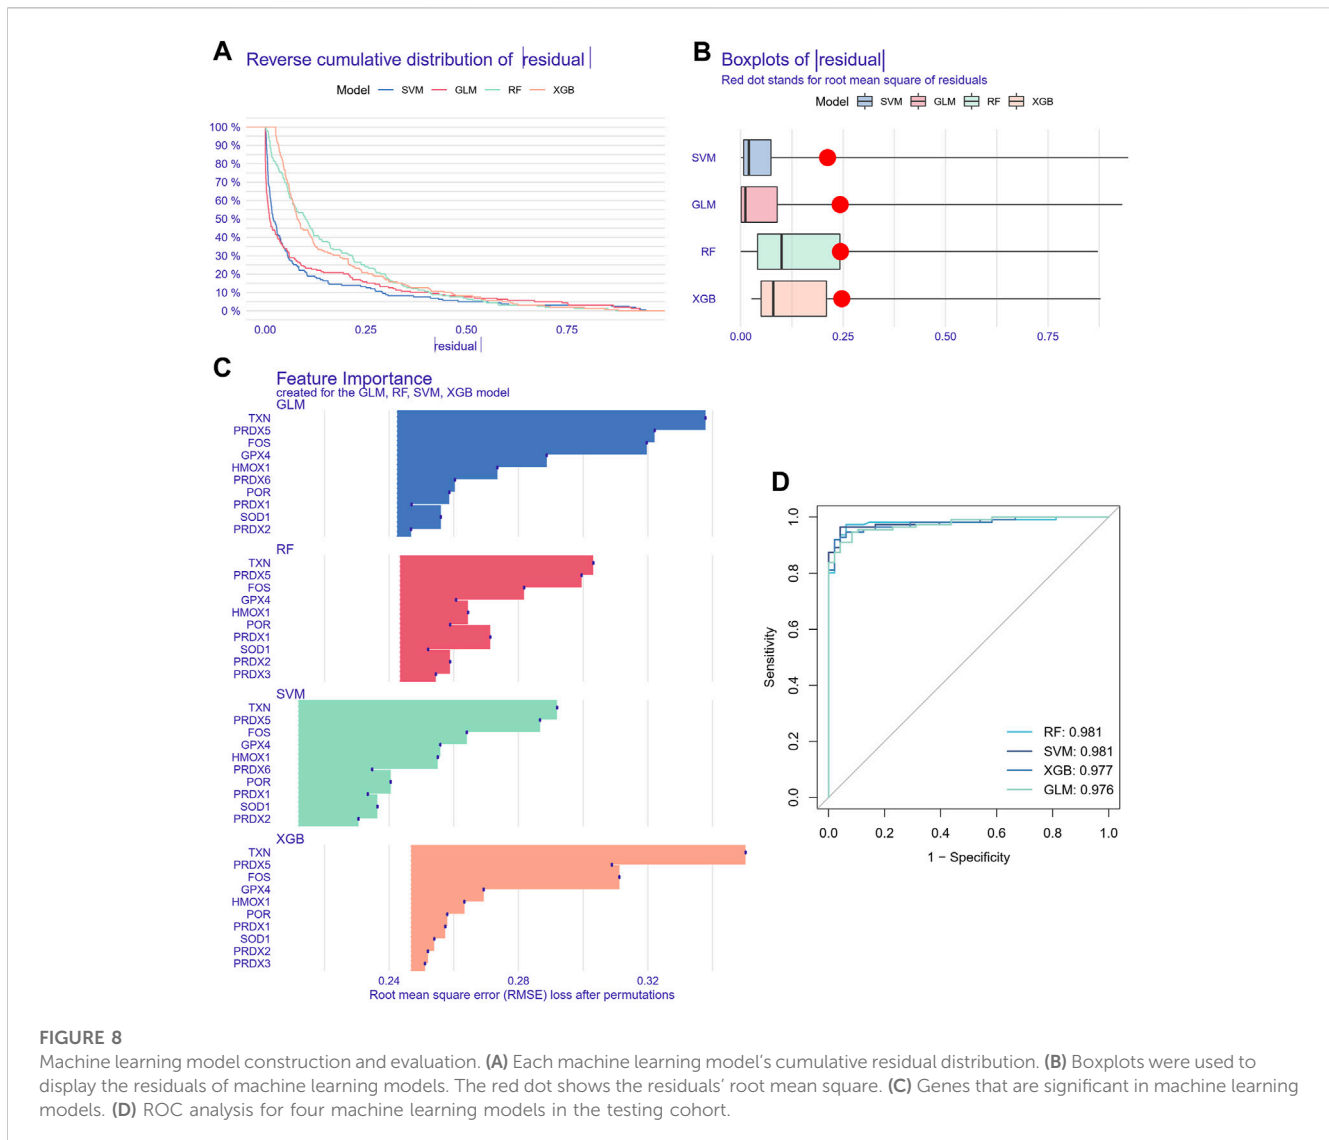 A
Reverse cumulative distribution of |residual|
Model SVM GLM RF XGB
100 %
90 %
80 %
70 %
60 %
50 %
40 %
30 %
20 %
10 %
0 %
0.00 0.25 0.50 0.75
|residual|
B
Boxplots of |residual|
Red dot stands for root mean square of residuals
Model SVM GLM RF XGB
SVM
GLM
RF
XGB
0.00 0.25 0.50 0.75
C
Feature Importance
created for the GLM, RF, SVM, XGB model
GLM
TXN
PRDX5
FOS
GPX4
HMOX1
PRDX6
POR
PRDX1
SOD1
PRDX2
RF
TXN
PRDX5
FOS
GPX4
HMOX1
POR
PRDX1
SOD1
PRDX2
PRDX3
SVM
TXN
PRDX5
FOS
GPX4
HMOX1
PRDX6
POR
PRDX1
SOD1
PRDX2
XGB
TXN
PRDX5
FOS
GPX4
HMOX1
POR
PRDX1
SOD1
PRDX2
PRDX3
0.24 0.28 0.32
Root mean square error (RMSE) loss after permutations
D
Sensitivity
1.0
0.8
0.6
0.4
0.2
0.0
RF: 0.981
SVM: 0.981
XGB: 0.977
GLM: 0.976
0.0 0.2 0.4 0.6 0.8 1.0
1 − Specificity
FIGURE 8
Machine learning model construction and evaluation. (A) Each machine learning model's cumulative residual distribution. (B) Boxplots were used to
display the residuals of machine learning models. The red dot shows the residuals' root mean square. (C) Genes that are significant in machine learning
models. (D) ROC analysis for four machine learning models in the testing cohort.